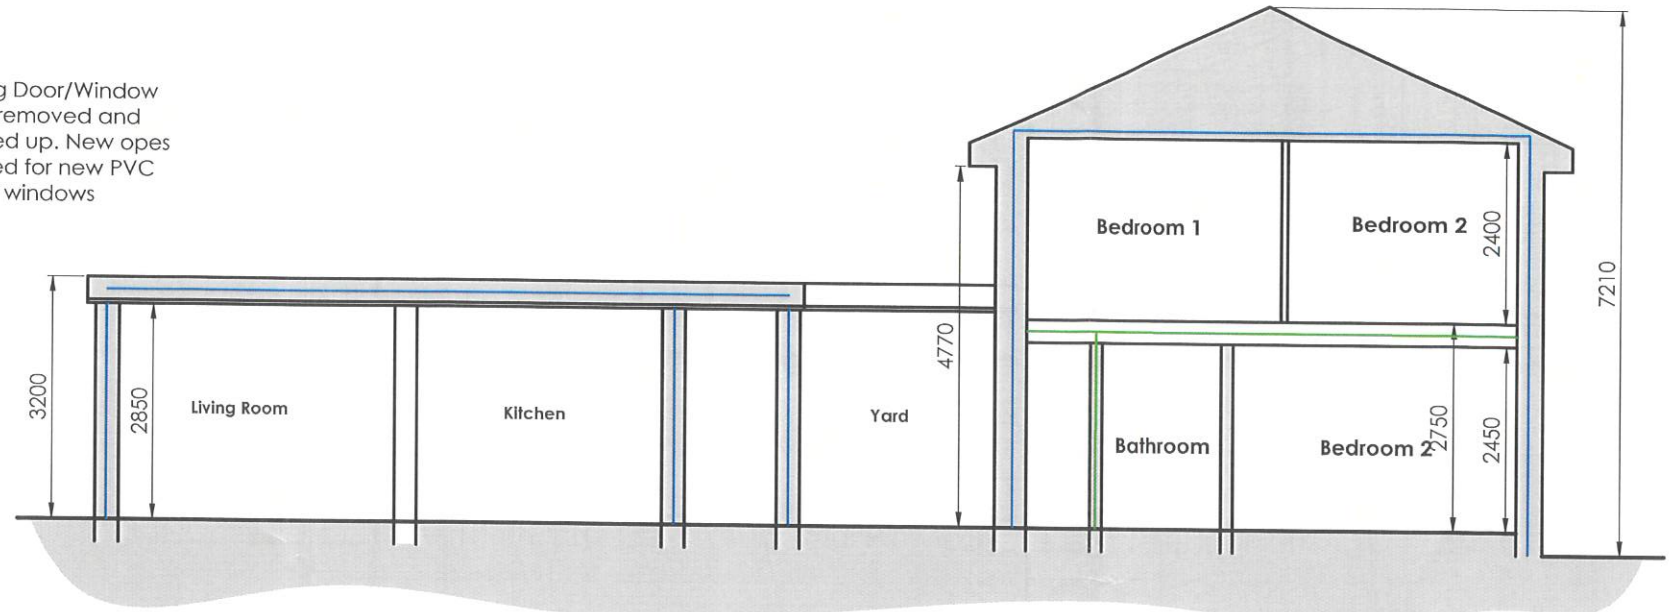 g Door/Window
removed and
ed up. New opes
ed for new PVC
windows
Bedroom 1
Bedroom 2
2400
7210
3200
2850
Living Room
Kitchen
Yard
4770
Bathroom
Bedroom 2
2750
2450